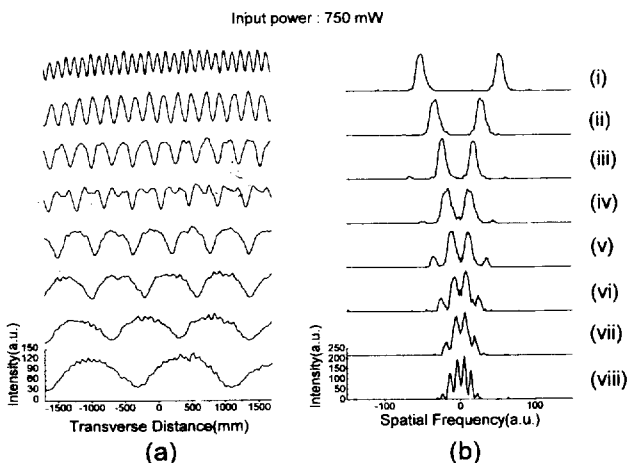 Input power : 750 mW
(i)
(ii)
(iii)
(iv)
(v)
(vi)
(vii)
(viii)
Intensity(a.u.)
150
120
90
60
30
0
-1500 -1000 -500 0 500 1000 1500
Transverse Distance(mm)
(a)
Intensity(a.u.)
250
200
150
100
50
0
-100 0 100
Spatial Frequency(a.u.)
(b)